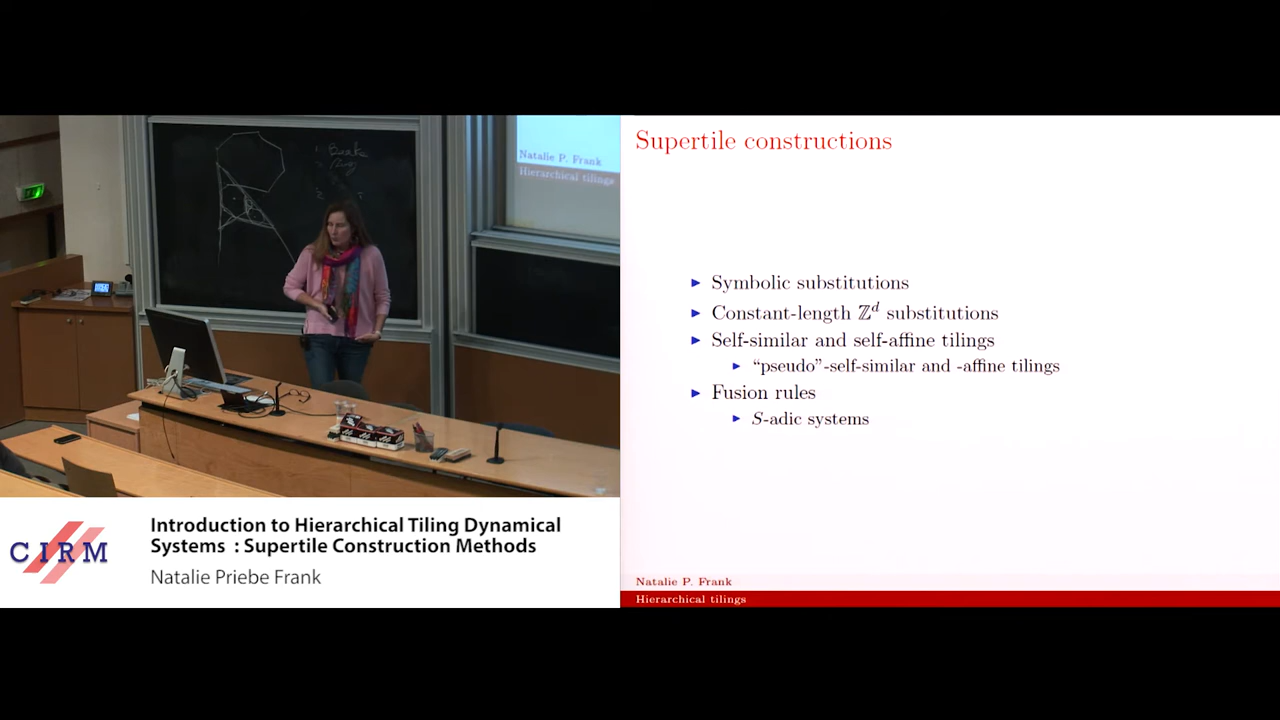 Natalie P. Frank
Hierarchical tilings
Supertile constructions
► Symbolic substitutions
► Constant-length ℤᵈ substitutions
► Self-similar and self-affine tilings
► “pseudo”-self-similar and -affine tilings
► Fusion rules
► S-adic systems
Natalie P. Frank
Hierarchical tilings
CIRM
Introduction to Hierarchical Tiling Dynamical
Systems : Supertile Construction Methods
Natalie Priebe Frank